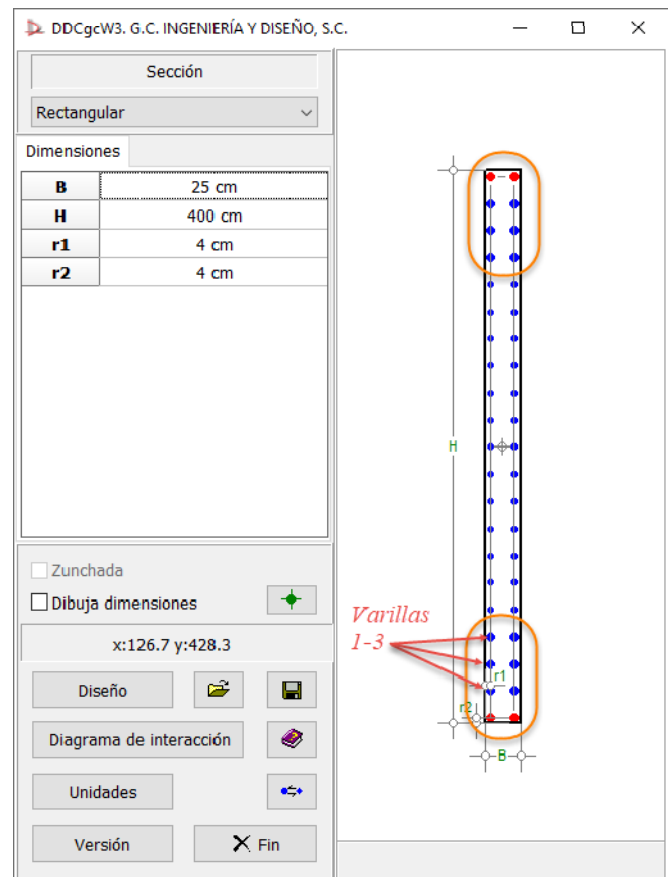 DDCgcW3. G.C. INGENIERÍA Y DISEÑO, S.C.
Sección
Rectangular
Dimensiones
B 25 cm
H 400 cm
r1 4 cm
r2 4 cm
Zunchada
Dibuja dimensiones
x:126.7 y:428.3
Diseño
Diagrama de interacción
Unidades
Versión
Fin
H
Varillas
1-3
r1
r2
B